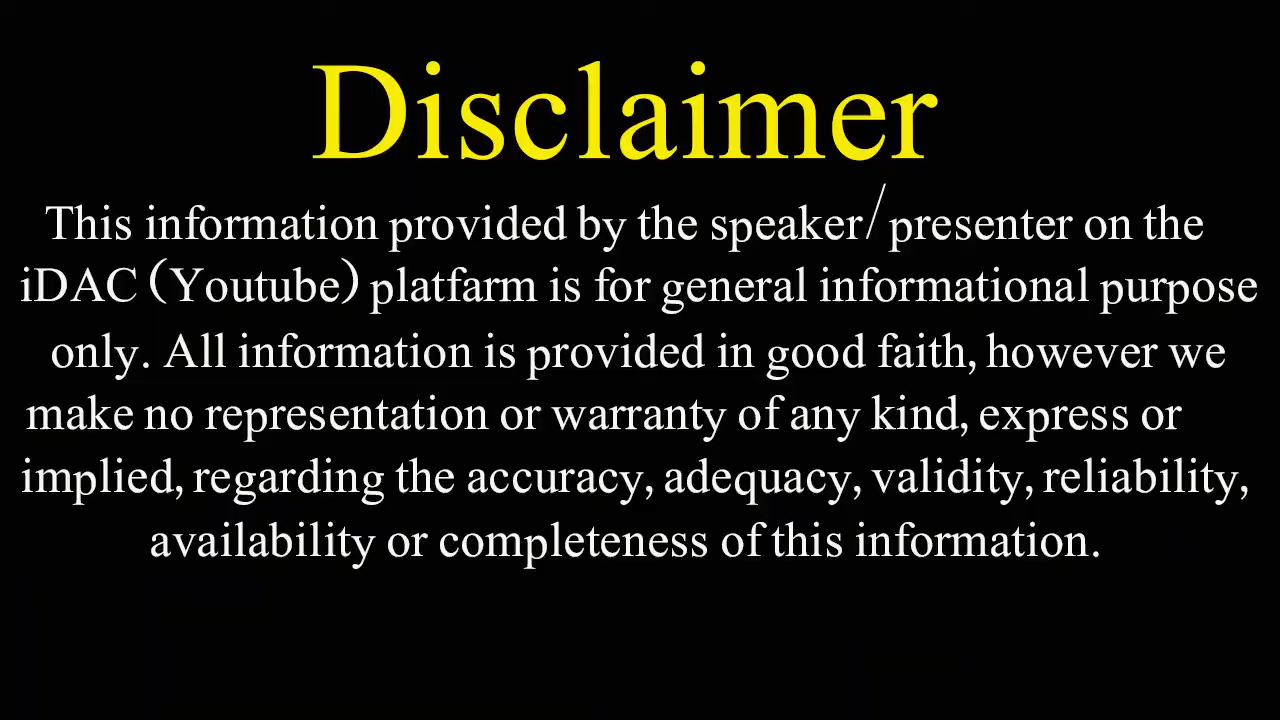 Disclaimer
This information provided by the speaker/presenter on the
iDAC (Youtube) platfarm is for general informational purpose
only. All information is provided in good faith, however we
make no representation or warranty of any kind, express or
implied, regarding the accuracy, adequacy, validity, reliability,
availability or completeness of this information.